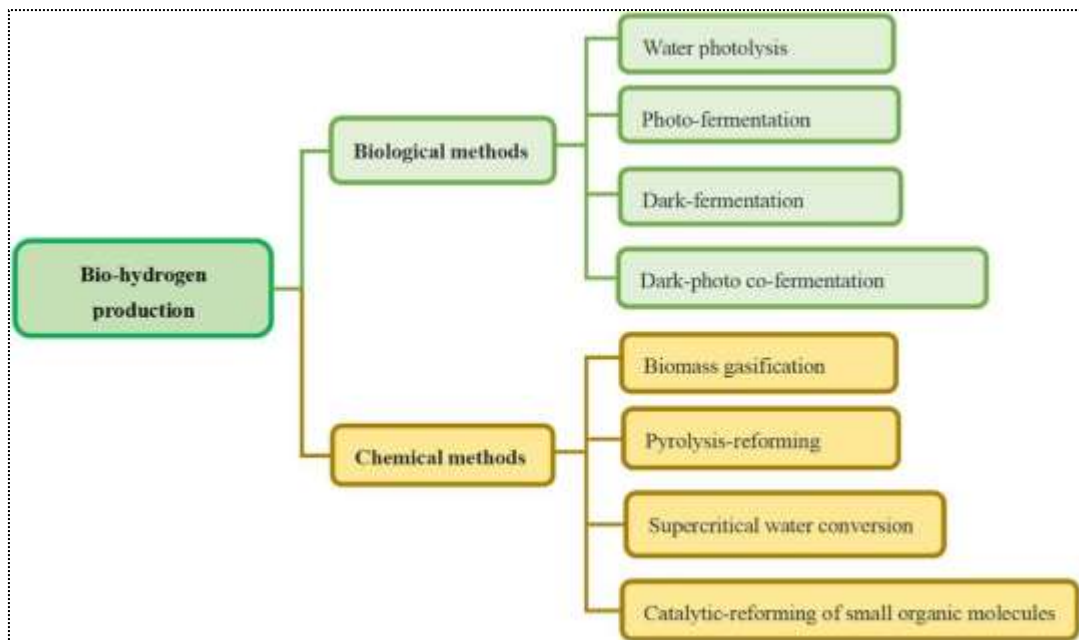 Water photolysis
Photo-fermentation
Biological methods
Dark-fermentation
Dark-photo co-fermentation
Bio-hydrogen
production
Biomass gasification
Pyrolysis-reforming
Chemical methods
Supercritical water conversion
Catalytic-reforming of small organic molecules